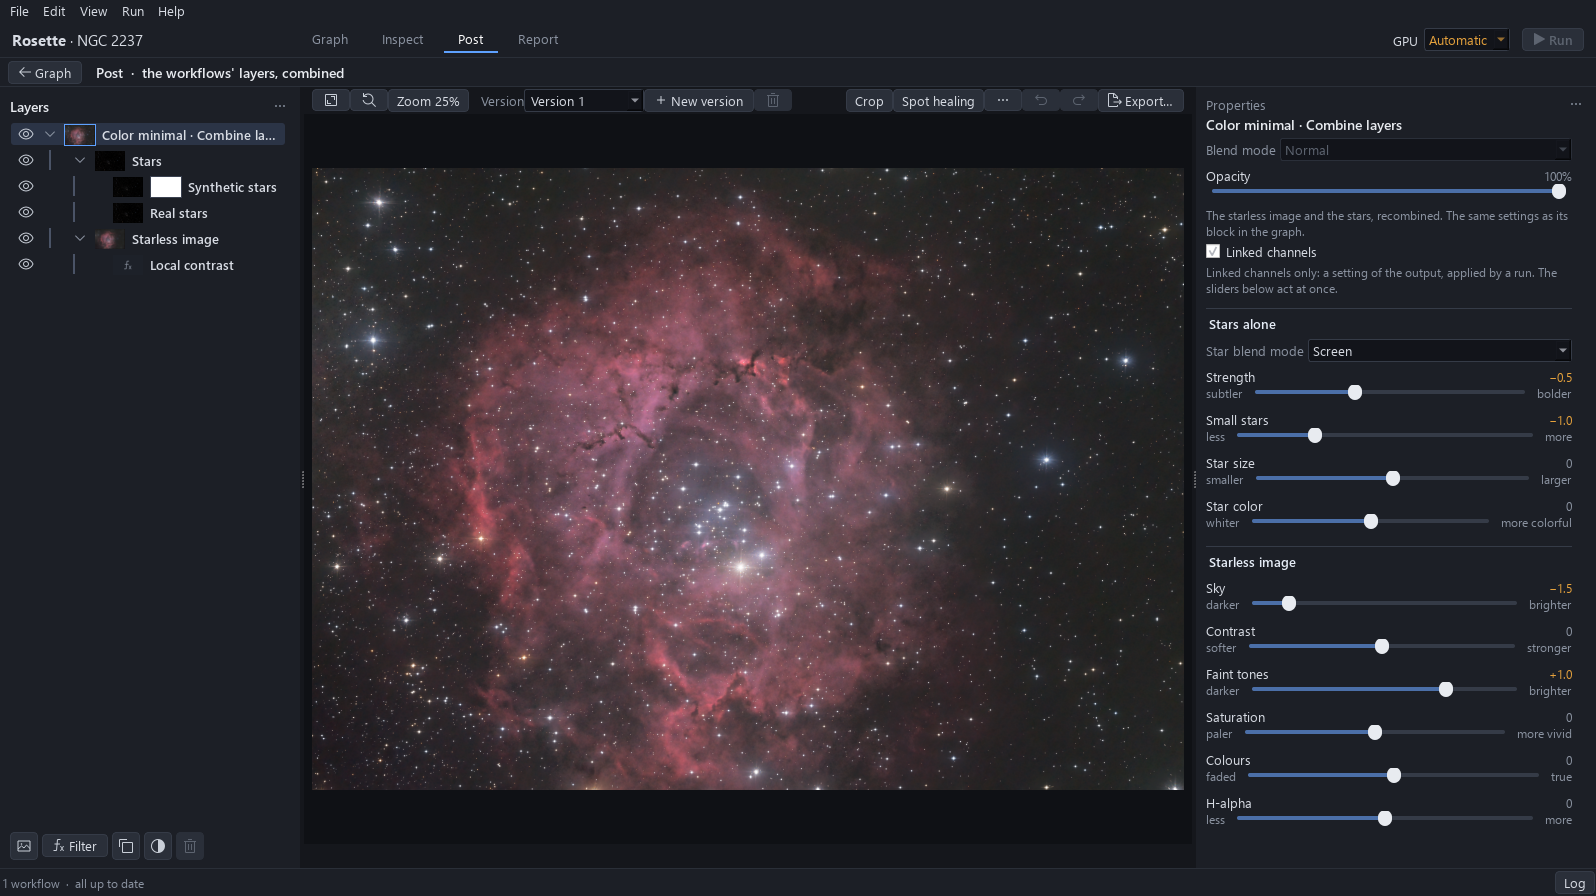 File Edit View Run Help
Rosette · NGC 2237
Graph Inspect Post Report
GPU Automatic Run
Graph Post · the workflows' layers, combined
Layers ...
Zoom 25% Version Version 1 + New version
Crop Spot healing ... Export...
Color minimal · Combine la...
Stars
Synthetic stars
Real stars
Starless image
fx Local contrast
fx Filter
Properties ...
Color minimal · Combine layers
Blend mode Normal
Opacity 100%
The starless image and the stars, recombined. The same settings as its
block in the graph.
Linked channels
Linked channels only: a setting of the output, applied by a run. The
sliders below act at once.
Stars alone
Star blend mode Screen
Strength −0.5
subtler bolder
Small stars −1.0
less more
Star size 0
smaller larger
Star color 0
whiter more colorful
Starless image
Sky −1.5
darker brighter
Contrast 0
softer stronger
Faint tones +1.0
darker brighter
Saturation 0
paler more vivid
Colours 0
faded true
H-alpha 0
less more
1 workflow · all up to date
Log